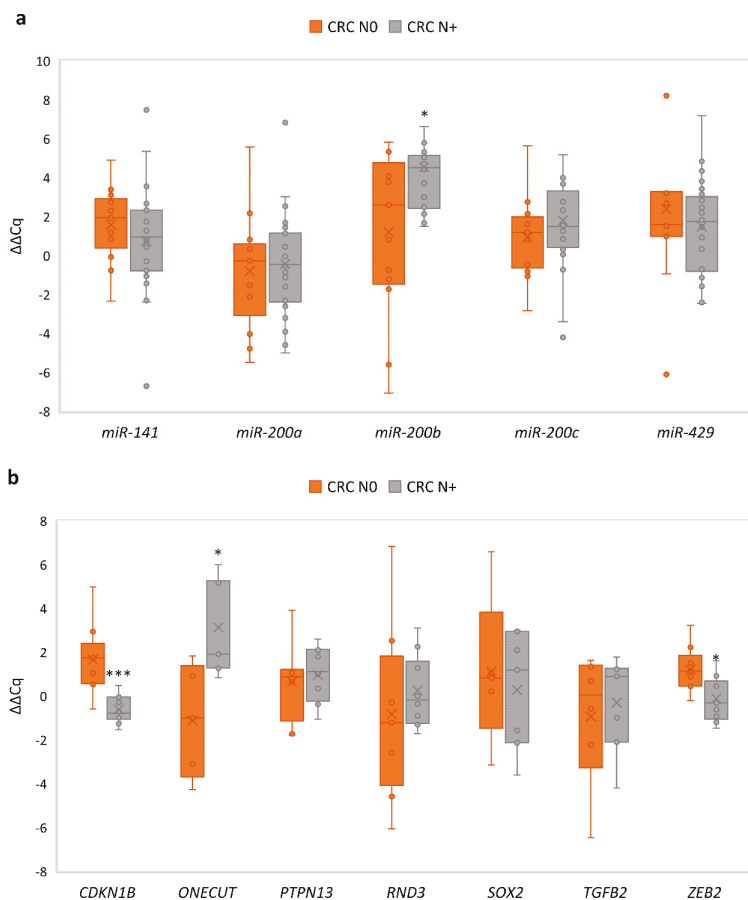 a
CRC N0 CRC N+
10
8
6
4
2
0
-2
-4
-6
-8
ΔΔCq
*
miR-141 miR-200a miR-200b miR-200c miR-429
b
CRC N0 CRC N+
8
6
4
2
0
-2
-4
-6
-8
ΔΔCq
*** * *
CDKN1B ONECUT PTPN13 RND3 SOX2 TGFB2 ZEB2